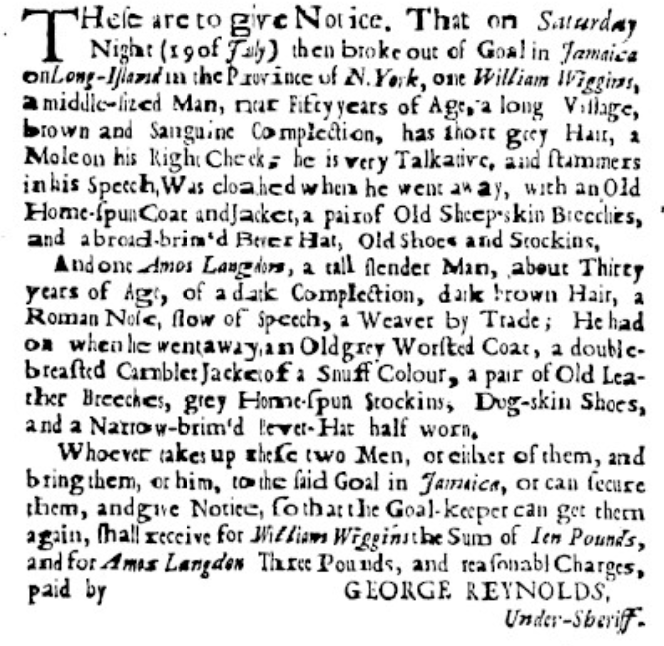 THeſe are to give Notice. That on Saturday
Night (19 of July) then broke out of Goal in Jamaica
on Long-Iſland in the Province of N. York, one William Wiggins,
a middle-ſized Man, near Fifty years of Age, a long Viſage,
brown and Sanguine Complection, has ſhort grey Hair, a
Mole on his Right Cheek; he is very Talkative, and ſtammers
in his Speech, Was cloathed when he went away, with an Old
Home-ſpun Coat and Jacket, a pair of Old Sheep-skin Breeches,
and a broad-brim'd Bever Hat, Old Shoes and Stockins,
And one Amos Langdon, a tall ſlender Man, about Thirty
years of Age, of a dark Complection, dark brown Hair, a
Roman Noſe, ſlow of Speech, a Weaver by Trade; He had
on when he went away, an Old grey Worſted Coat, a double-
breaſted Camblet Jacket of a Snuff Colour, a pair of Old Lea-
ther Breeches, grey Home-ſpun Stockins, Dog-skin Shoes,
and a Narrow-brim'd Bever-Hat half worn.
Whoever takes up theſe two Men, or either of them, and
bring them, or him, to the ſaid Goal in Jamaica, or can ſecure
them, and give Notice, ſo that the Goal-keeper can get them
again, ſhall receive for William Wiggins the Sum of Ten Pounds,
and for Amos Langdon Three Pounds, and reaſonabl Charges,
paid by GEORGE REYNOLDS,
Under-Sheriff.